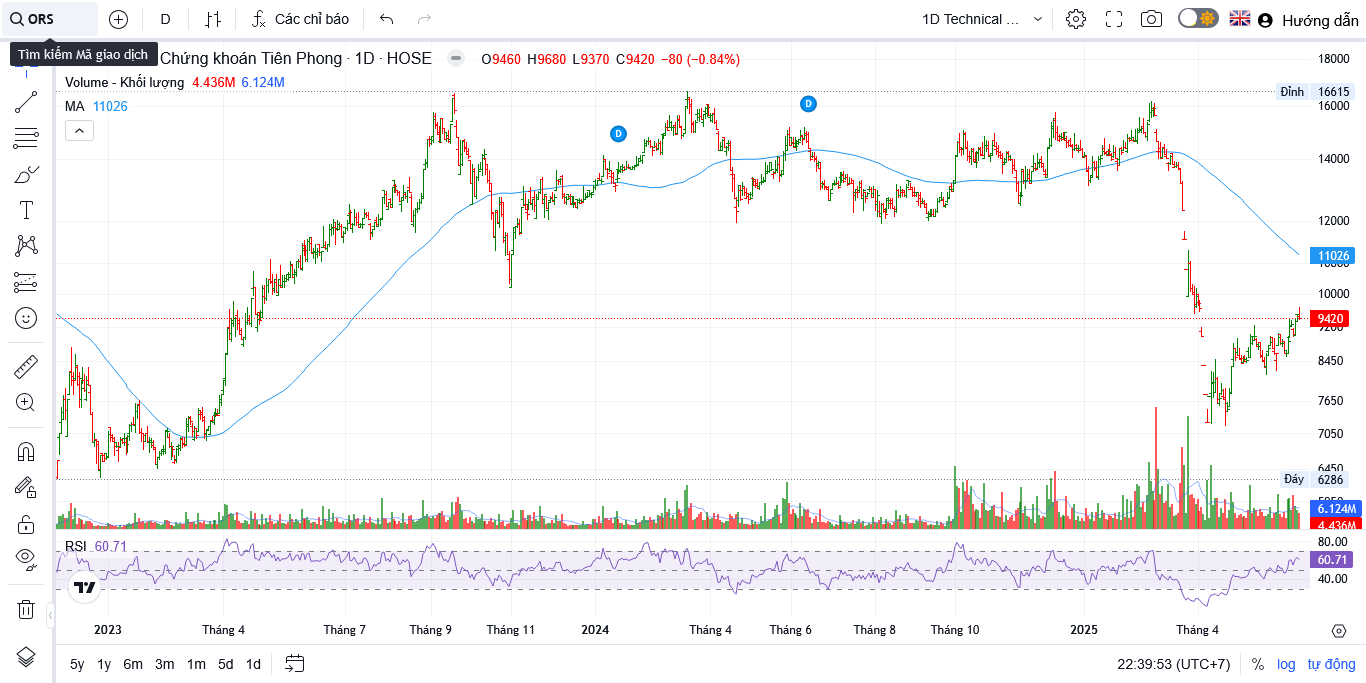 ORS
D
Các chỉ báo
1D Technical ...
Hướng dẫn
Tìm kiếm Mã giao dịch
Chứng khoán Tiên Phong · 1D · HOSE
O9460 H9680 L9370 C9420 −80 (−0.84%)
Volume - Khối lượng 4.436M 6.124M
MA 11026
18000
Đỉnh 16615
16000
D
D
14000
12000
11026
10800
10000
9420
9200
8450
7650
7050
6450
Đáy 6286
5950
6.124M
4.436M
RSI 60.71
80.00
60.71
40.00
2023 Tháng 4 Tháng 7 Tháng 9 Tháng 11 2024 Tháng 4 Tháng 6 Tháng 8 Tháng 10 2025 Tháng 4
5y 1y 6m 3m 1m 5d 1d
22:39:53 (UTC+7) % log tự động